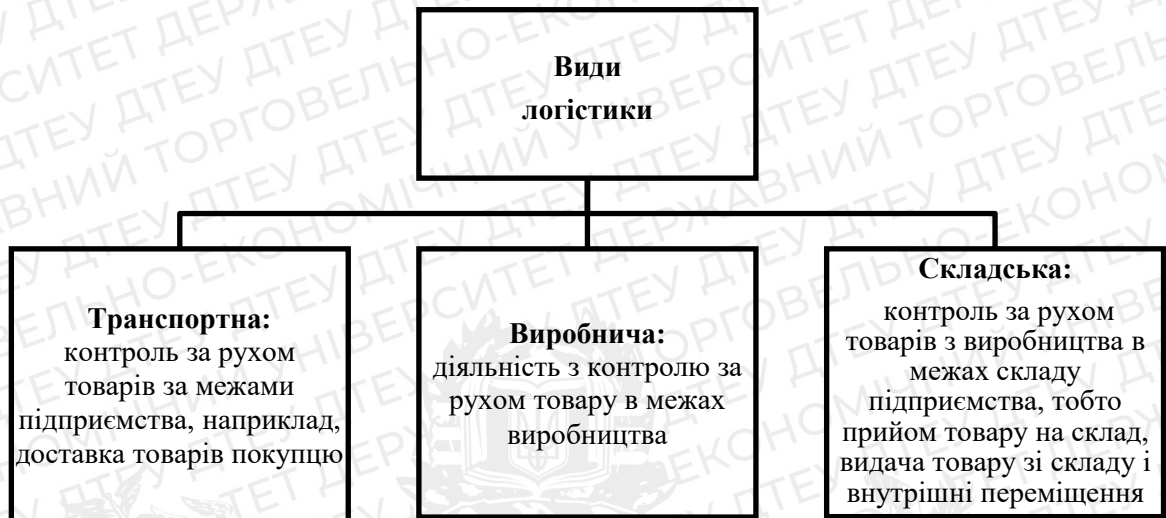 Види
логістики
Транспортна:
контроль за рухом
товарів за межами
підприємства, наприклад,
доставка товарів покупцю
Виробнича:
діяльність з контролю за
рухом товару в межах
виробництва
Складська:
контроль за рухом
товарів з виробництва в
межах складу
підприємства, тобто
прийом товару на склад,
видача товару зі складу і
внутрішні переміщення